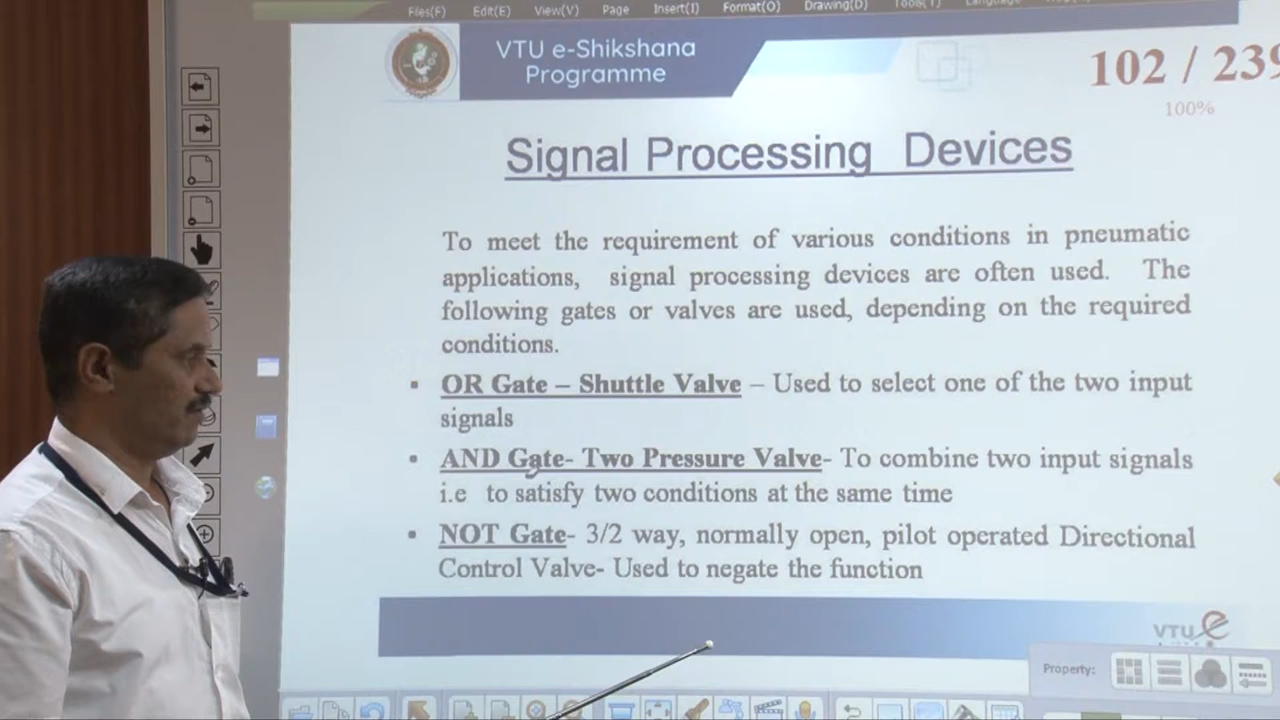 Files(F) Edit(E) View(V) Page Insert(I) Format(O) Drawing(D) Tools(T) Language
VTU e-Shikshana
Programme
102 / 239
100%
Signal Processing Devices
To meet the requirement of various conditions in pneumatic
applications, signal processing devices are often used. The
following gates or valves are used, depending on the required
conditions.
▪ OR Gate – Shuttle Valve – Used to select one of the two input
signals
▪ AND Gate- Two Pressure Valve- To combine two input signals
i.e to satisfy two conditions at the same time
▪ NOT Gate- 3/2 way, normally open, pilot operated Directional
Control Valve- Used to negate the function
VTU e
Property: